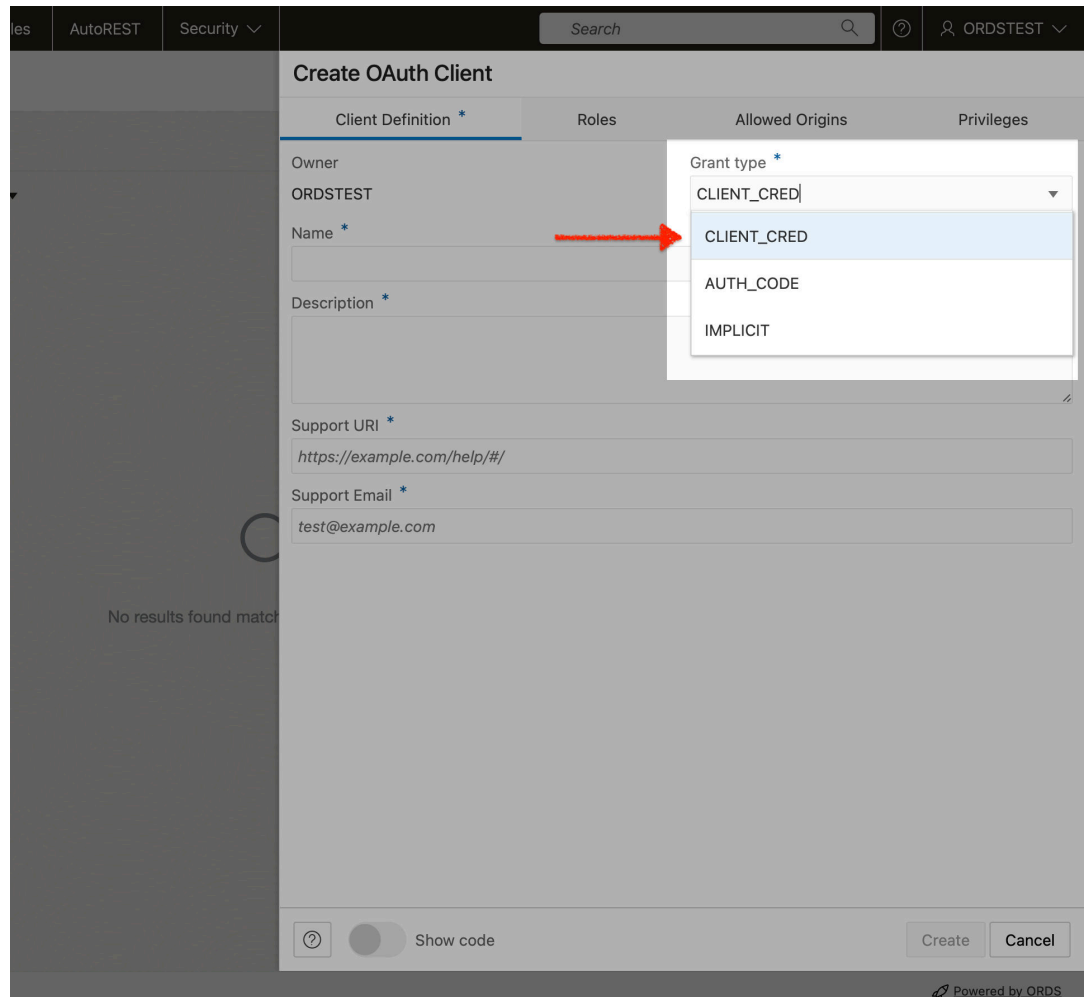 AutoREST Security Search ORDSTEST
Create OAuth Client
Client Definition * Roles Allowed Origins Privileges
Owner
ORDSTEST
Grant type *
CLIENT_CRED
CLIENT_CRED
AUTH_CODE
IMPLICIT
Name *
Description *
Support URI *
https://example.com/help/#/
Support Email *
test@example.com
No results found
Show code Create Cancel
Powered by ORDS